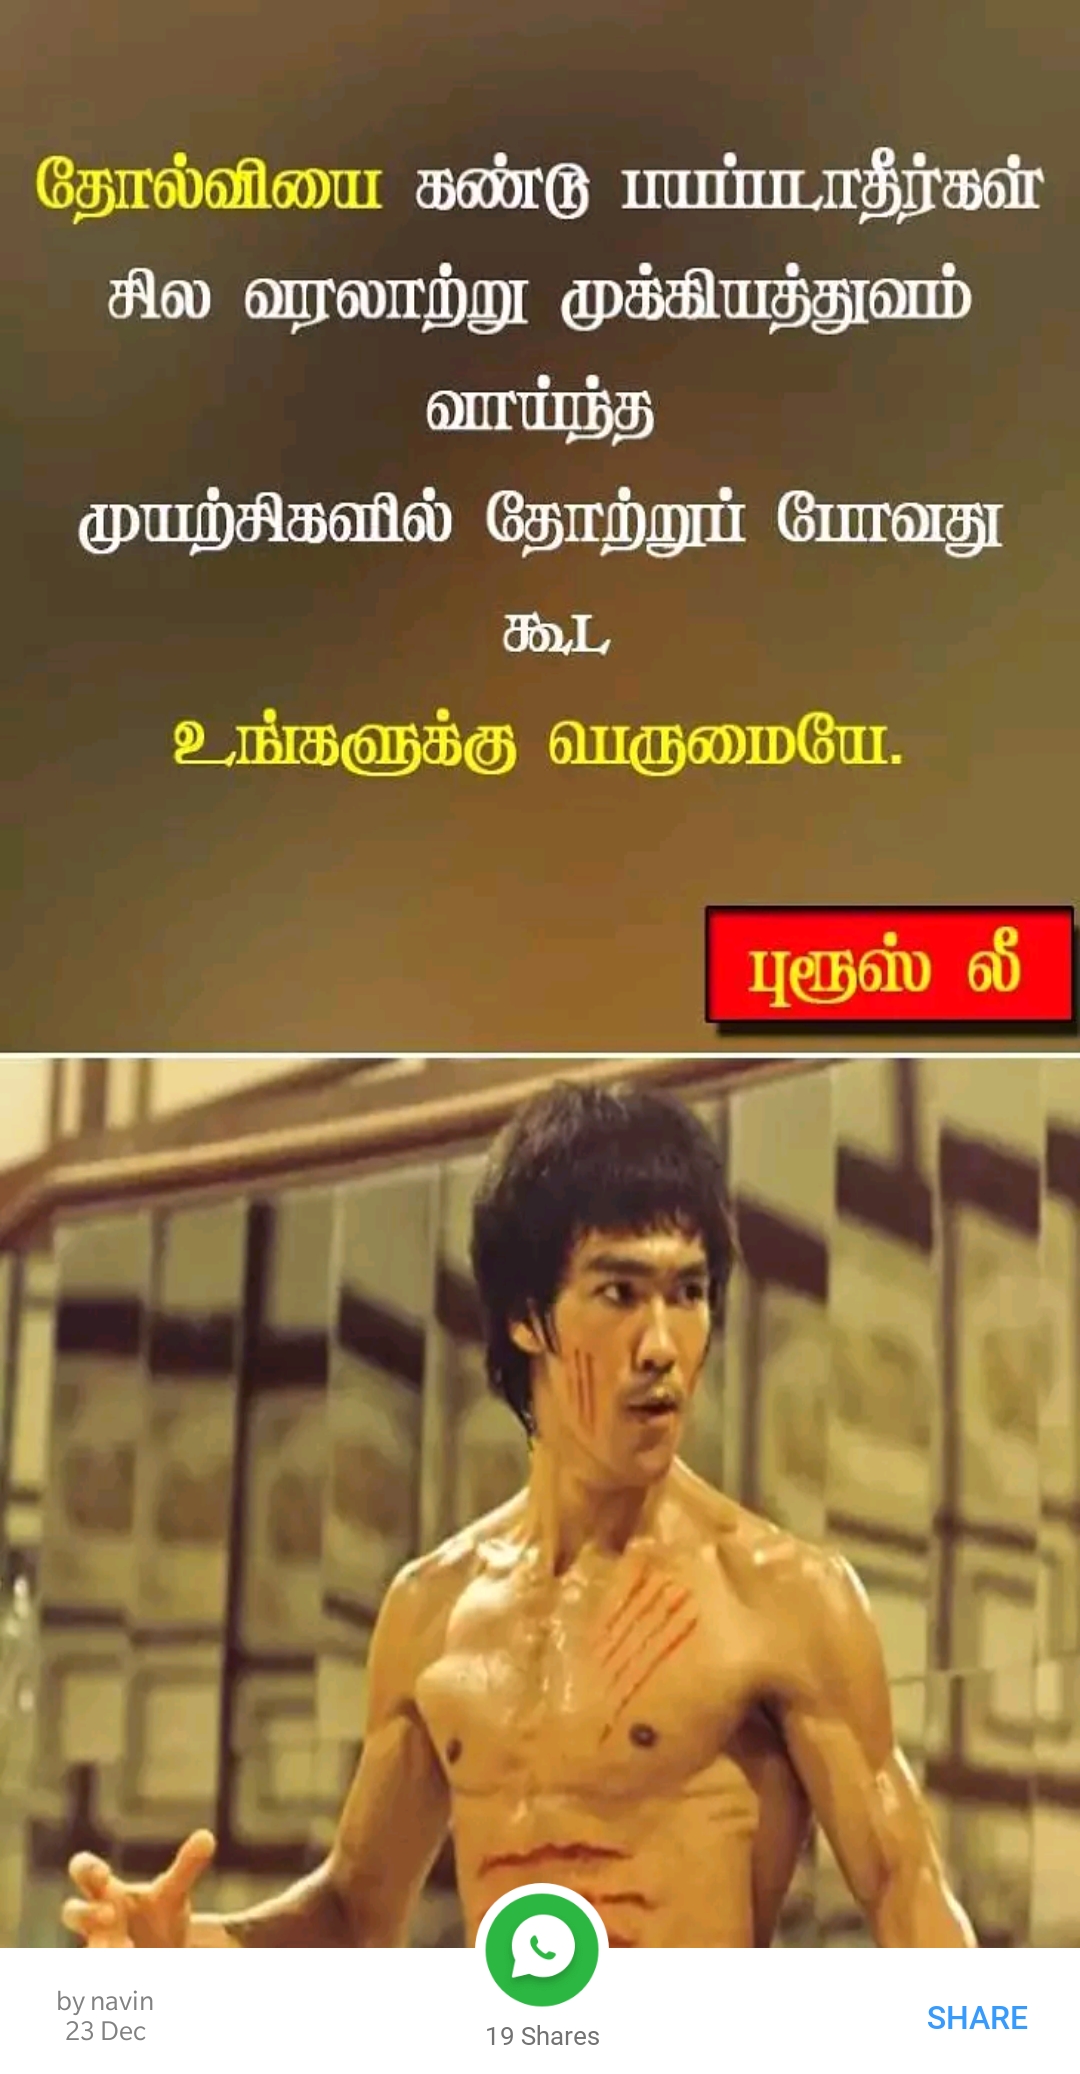 தோல்வியை கண்டு பயப்படாதீர்கள்
சில வரலாற்று முக்கியத்துவம்
வாய்ந்த
முயற்சிகளில் தோற்றுப் போவது
கூட
உங்களுக்கு பெருமையே.
புரூஸ் லீ
by navin
23 Dec
19 Shares
SHARE